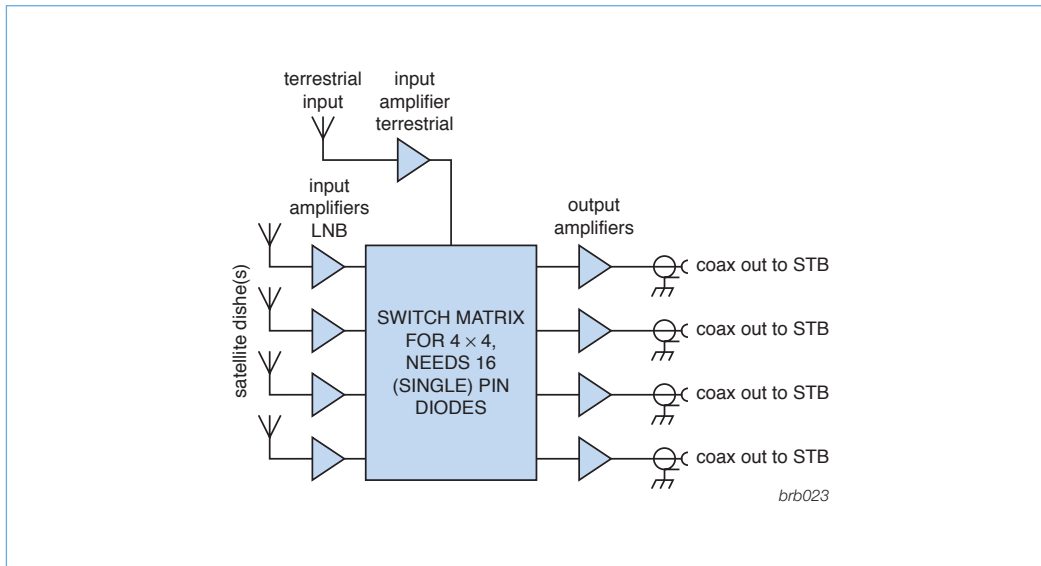 terrestrial
input
input
amplifier
terrestrial
input
amplifiers
LNB
output
amplifiers
satellite dishe(s)
SWITCH MATRIX
FOR 4 × 4,
NEEDS 16
(SINGLE) PIN
DIODES
coax out to STB
coax out to STB
coax out to STB
coax out to STB
brb023